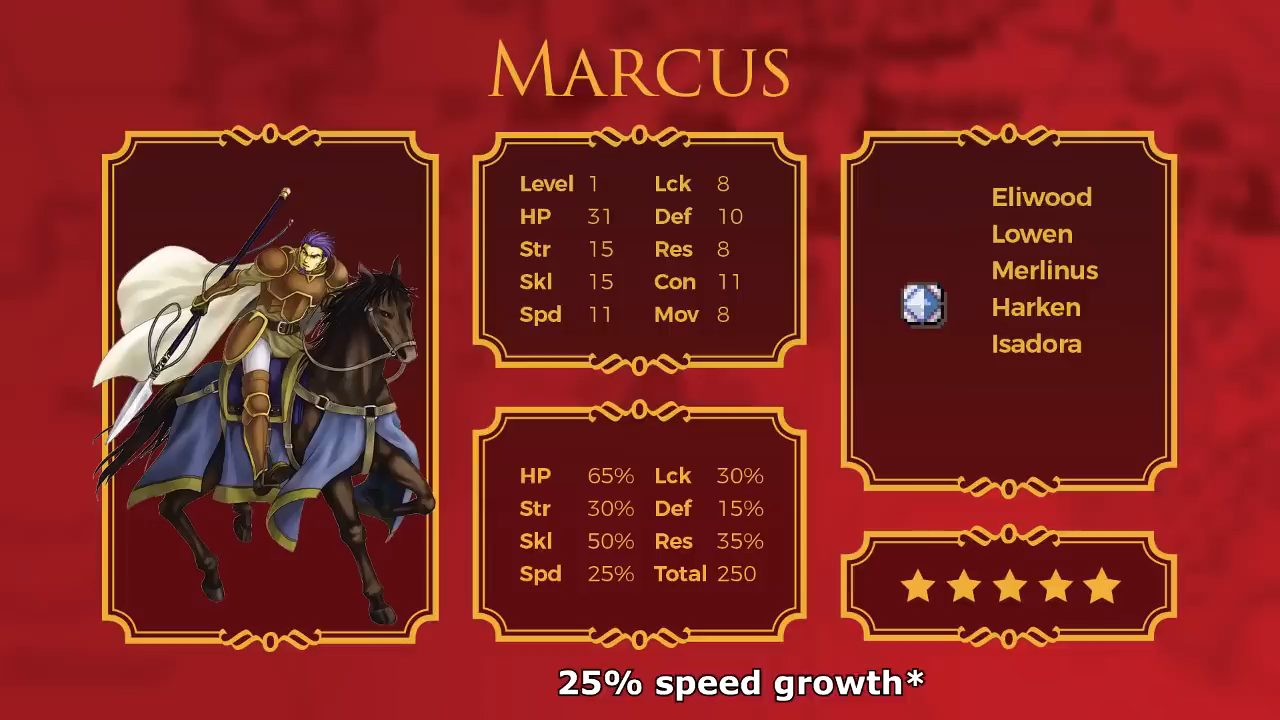 MARCUS
Level 1 Lck 8
HP 31 Def 10
Str 15 Res 8
Skl 15 Con 11
Spd 11 Mov 8
HP 65% Lck 30%
Str 30% Def 15%
Skl 50% Res 35%
Spd 25% Total 250
Eliwood
Lowen
Merlinus
Harken
Isadora
25% speed growth*